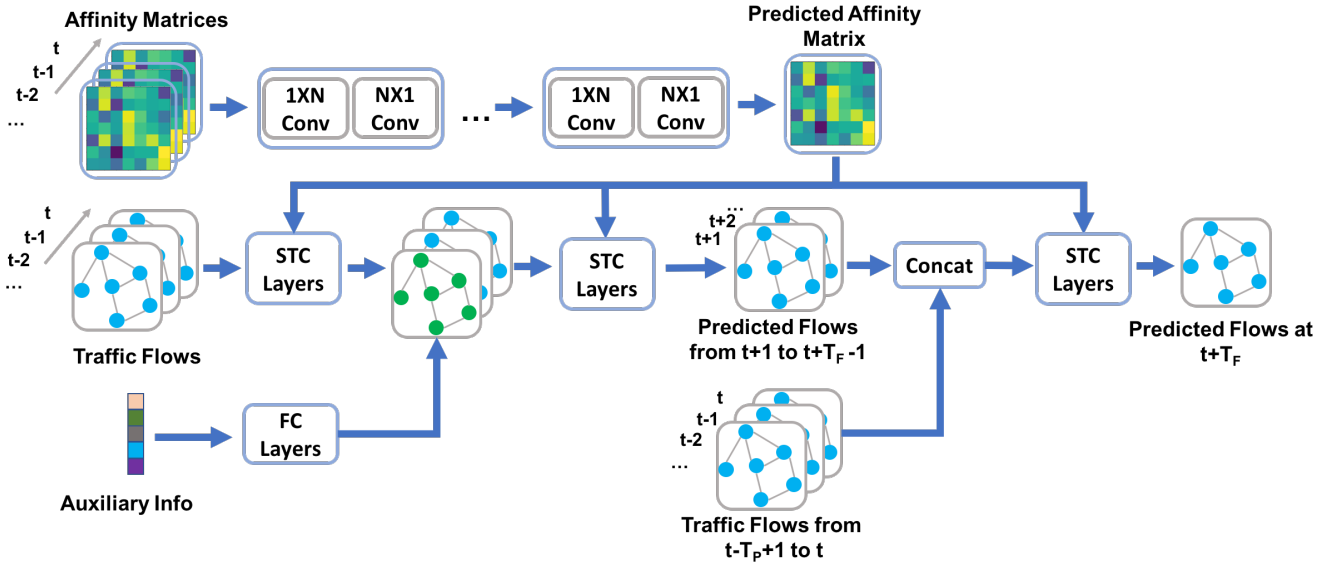 Affinity Matrices
t
t-1
t-2
...
1XN
Conv
NX1
Conv
...
1XN
Conv
NX1
Conv
Predicted Affinity
Matrix
t
t-1
t-2
...
Traffic Flows
STC
Layers
STC
Layers
...
t+2
t+1
Predicted Flows
from t+1 to t+T_F -1
Concat
STC
Layers
Predicted Flows at
t+T_F
Auxiliary Info
FC
Layers
t
t-1
t-2
...
Traffic Flows from
t-T_P+1 to t